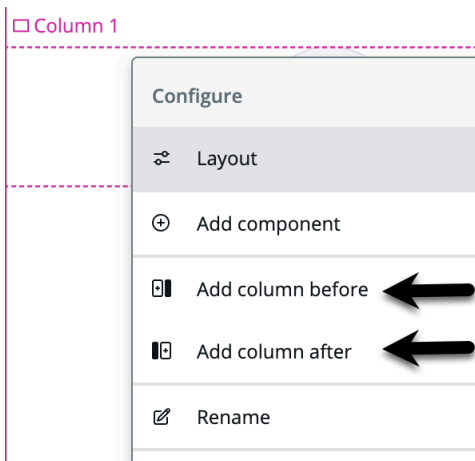 Column 1
Configure
Layout
Add component
Add column before
Add column after
Rename